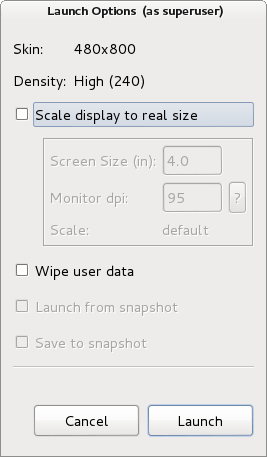 Launch Options (as superuser)
Skin: 480x800
Density: High (240)
Scale display to real size
Screen Size (in): 4.0
Monitor dpi: 95 ?
Scale: default
Wipe user data
Launch from snapshot
Save to snapshot
Cancel Launch